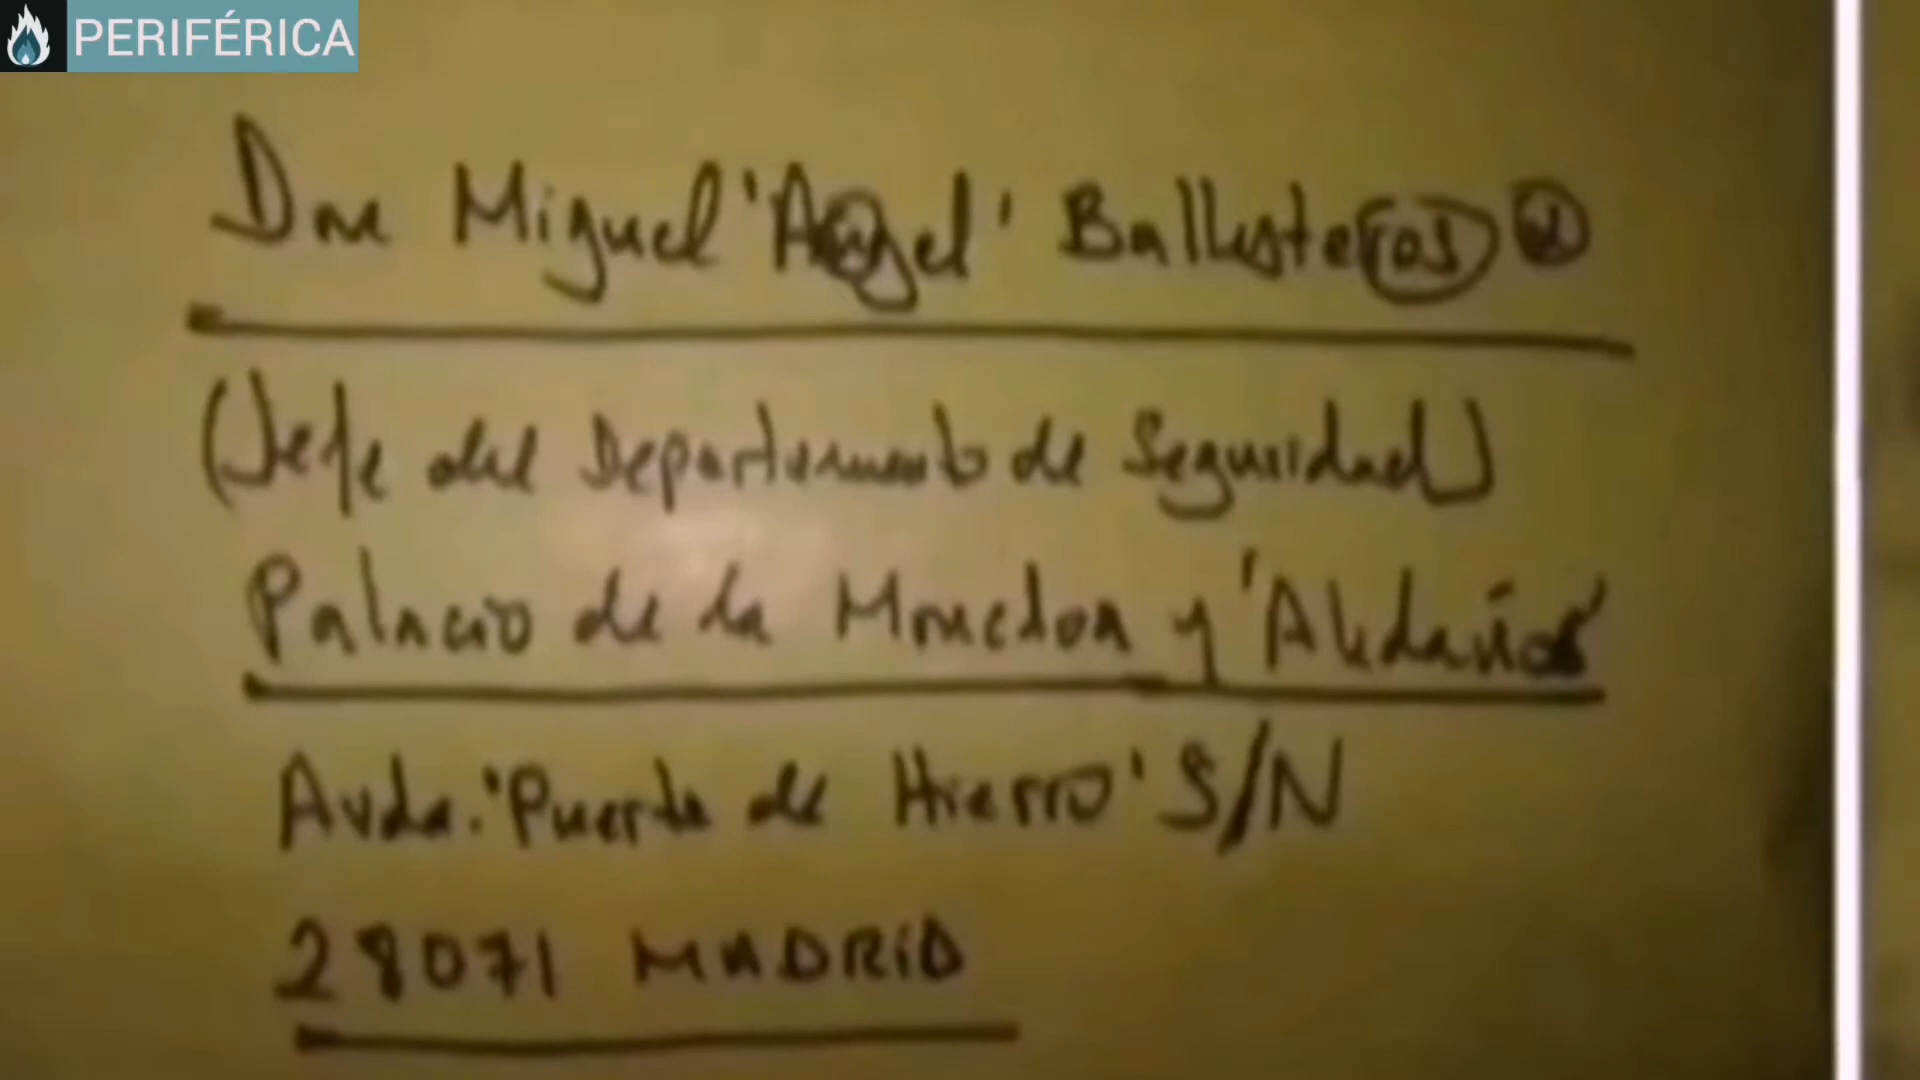 PERIFÉRICA
Dne Miguel 'Angel' Ballesteros
(Jefe del Departamento de Seguridad)
Palacio de la Moncloa y 'Aledaños'
Avda. 'Puerta de Hierro' S/N
28071 MADRID